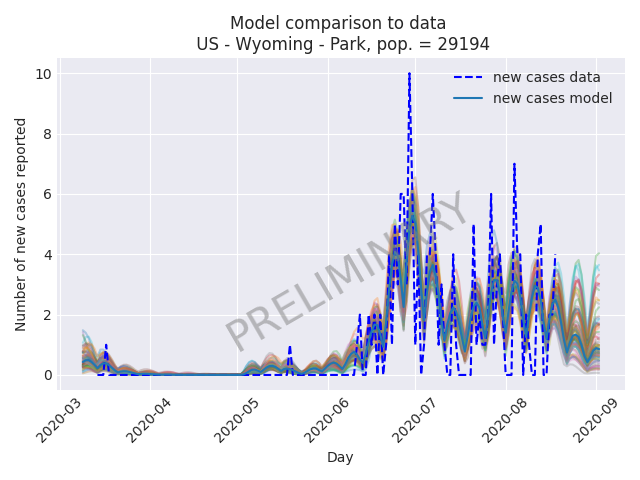 Model comparison to data
US - Wyoming - Park, pop. = 29194
new cases data
new cases model
Number of new cases reported
10
8
6
4
2
0
PRELIMINARY
2020-03
2020-04
2020-05
2020-06
2020-07
2020-08
2020-09
Day